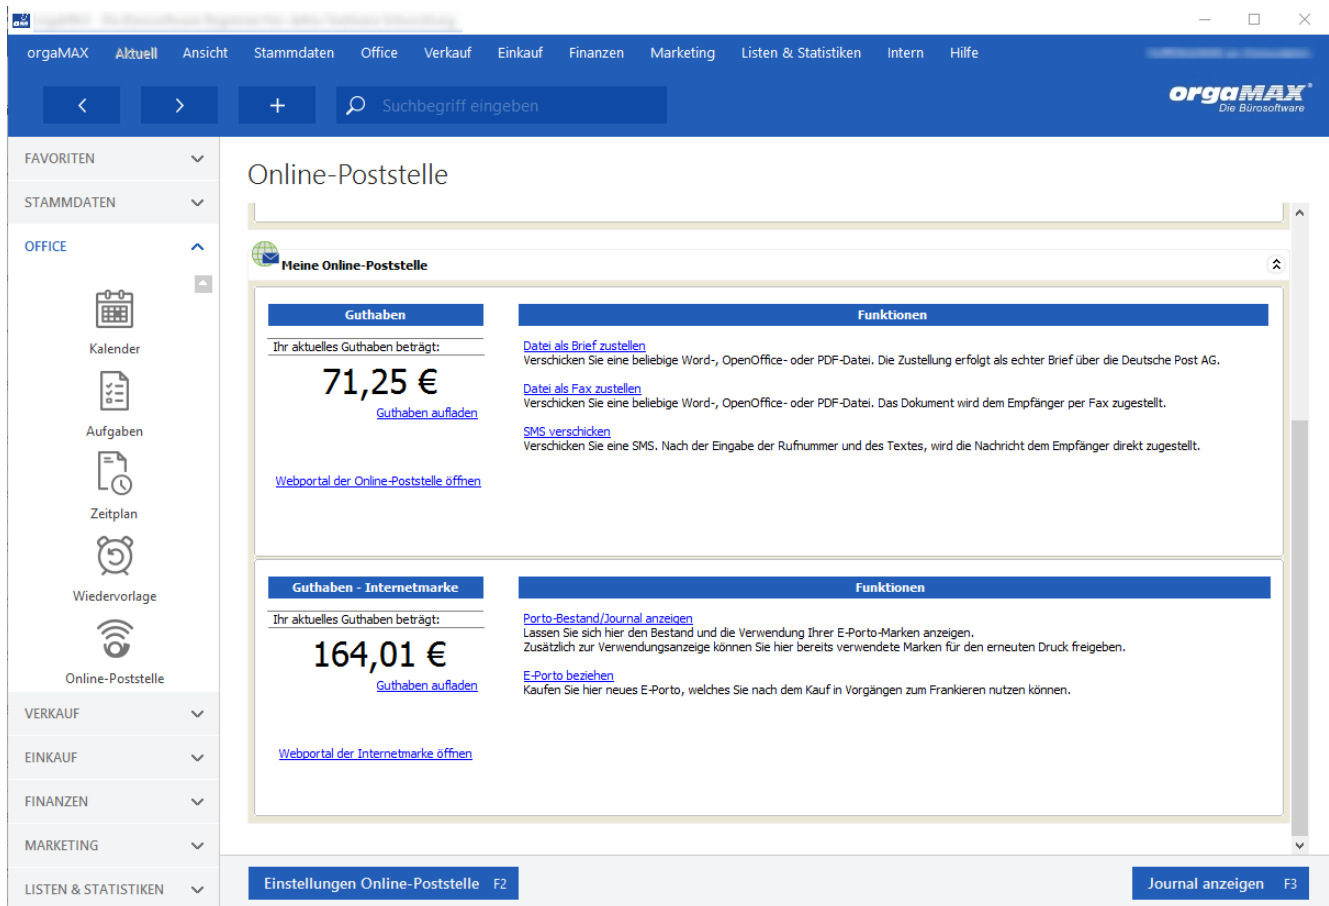 orgaMAX Aktuell Ansicht Stammdaten Office Verkauf Einkauf Finanzen Marketing Listen & Statistiken Intern Hilfe
Suchbegriff eingeben
orgaMAX
Die Bürosoftware
FAVORITEN
STAMMDATEN
OFFICE
Kalender
Aufgaben
Zeitplan
Wiedervorlage
Online-Poststelle
VERKAUF
EINKAUF
FINANZEN
MARKETING
LISTEN & STATISTIKEN
Online-Poststelle
Meine Online-Poststelle
Guthaben
Ihr aktuelles Guthaben beträgt:
71,25 €
Guthaben aufladen
Webportal der Online-Poststelle öffnen
Funktionen
Datei als Brief zustellen
Verschicken Sie eine beliebige Word-, OpenOffice- oder PDF-Datei. Die Zustellung erfolgt als echter Brief über die Deutsche Post AG.
Datei als Fax zustellen
Verschicken Sie eine beliebige Word-, OpenOffice- oder PDF-Datei. Das Dokument wird dem Empfänger per Fax zugestellt.
SMS verschicken
Verschicken Sie eine SMS. Nach der Eingabe der Rufnummer und des Textes, wird die Nachricht dem Empfänger direkt zugestellt.
Guthaben - Internetmarke
Ihr aktuelles Guthaben beträgt:
164,01 €
Guthaben aufladen
Webportal der Internetmarke öffnen
Funktionen
Porto-Bestand/Journal anzeigen
Lassen Sie sich hier den Bestand und die Verwendung Ihrer E-Porto-Marken anzeigen.
Zusätzlich zur Verwendungsanzeige können Sie hier bereits verwendete Marken für den erneuten Druck freigeben.
E-Porto beziehen
Kaufen Sie hier neues E-Porto, welches Sie nach dem Kauf in Vorgängen zum Frankieren nutzen können.
Einstellungen Online-Poststelle F2
Journal anzeigen F3